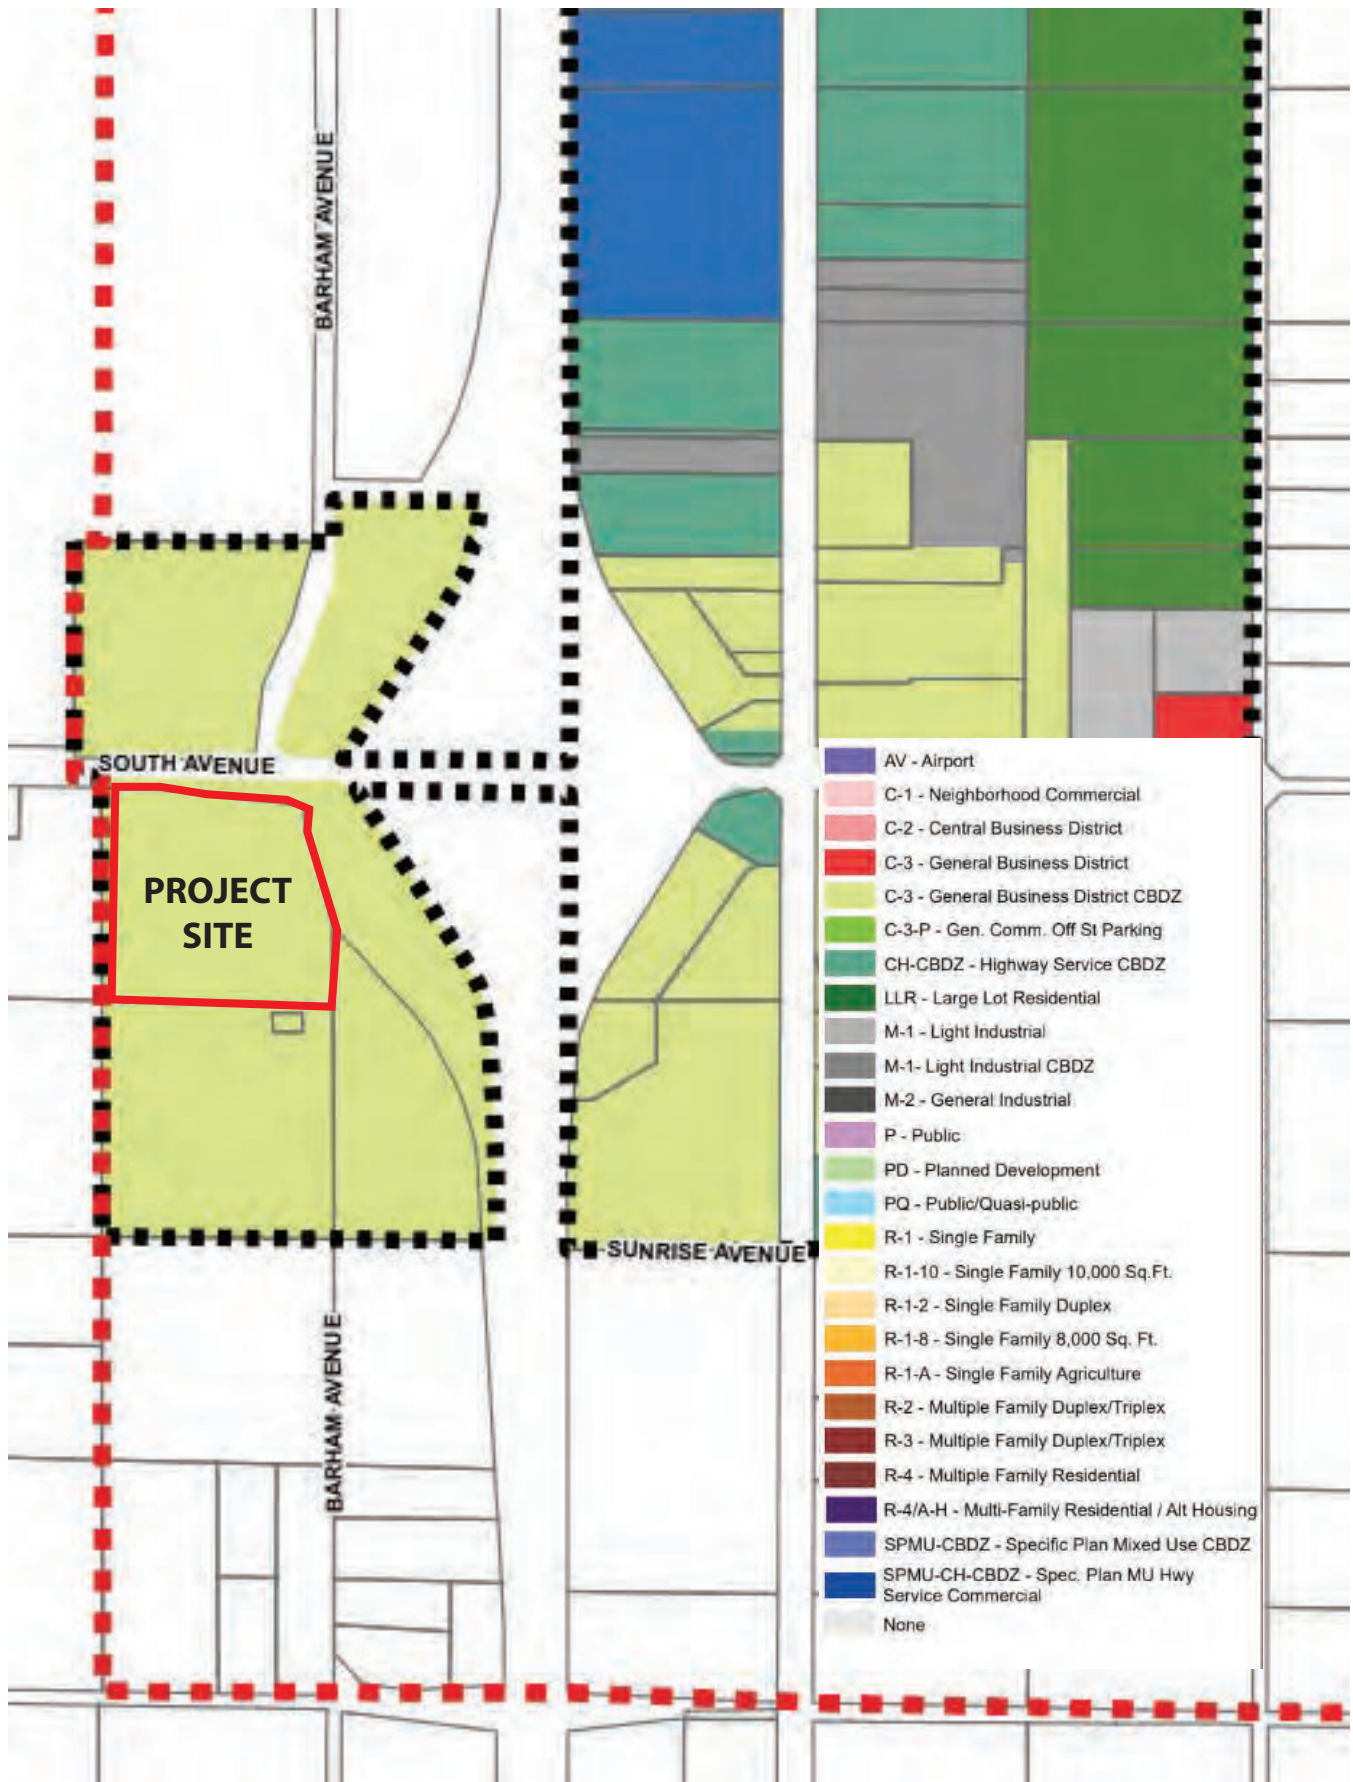 BARHAM AVENUE
SOUTH AVENUE
PROJECT
SITE
SUNRISE AVENUE
BARHAM AVENUE
AV - Airport
C-1 - Neighborhood Commercial
C-2 - Central Business District
C-3 - General Business District
C-3 - General Business District CBDZ
C-3-P - Gen. Comm. Off St Parking
CH-CBDZ - Highway Service CBDZ
LLR - Large Lot Residential
M-1 - Light Industrial
M-1- Light Industrial CBDZ
M-2 - General Industrial
P - Public
PD - Planned Development
PQ - Public/Quasi-public
R-1 - Single Family
R-1-10 - Single Family 10,000 Sq.Ft.
R-1-2 - Single Family Duplex
R-1-8 - Single Family 8,000 Sq. Ft.
R-1-A - Single Family Agriculture
R-2 - Multiple Family Duplex/Triplex
R-3 - Multiple Family Duplex/Triplex
R-4 - Multiple Family Residential
R-4/A-H - Multi-Family Residential / Alt Housing
SPMU-CBDZ - Specific Plan Mixed Use CBDZ
SPMU-CH-CBDZ - Spec. Plan MU Hwy
Service Commercial
None